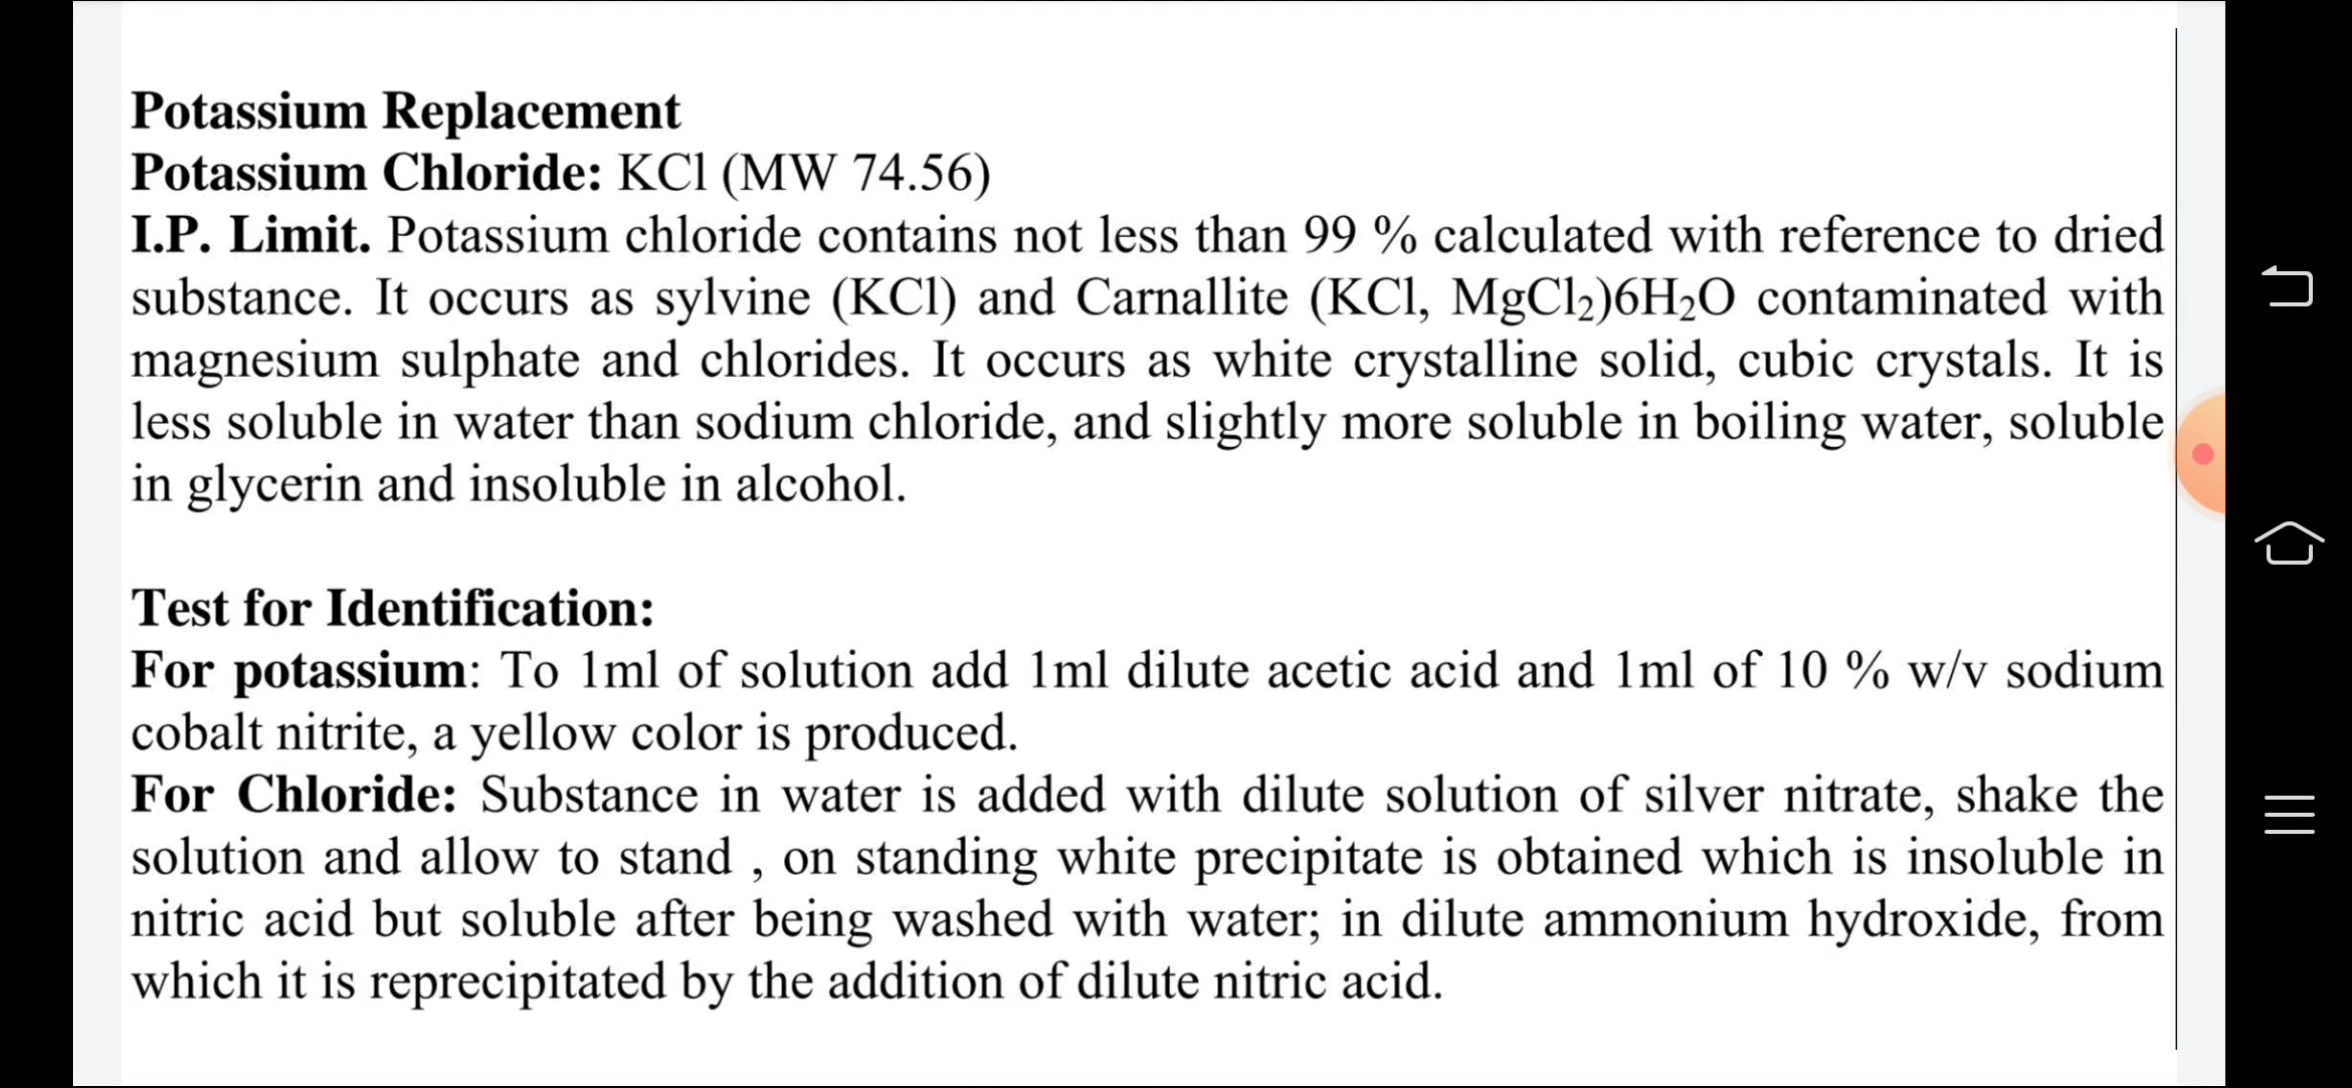 Potassium Replacement
Potassium Chloride: KCl (MW 74.56)
I.P. Limit. Potassium chloride contains not less than 99 % calculated with reference to dried
substance. It occurs as sylvine (KCl) and Carnallite (KCl, MgCl₂)6H₂O contaminated with
magnesium sulphate and chlorides. It occurs as white crystalline solid, cubic crystals. It is
less soluble in water than sodium chloride, and slightly more soluble in boiling water, soluble
in glycerin and insoluble in alcohol.
Test for Identification:
For potassium: To 1ml of solution add 1ml dilute acetic acid and 1ml of 10 % w/v sodium
cobalt nitrite, a yellow color is produced.
For Chloride: Substance in water is added with dilute solution of silver nitrate, shake the
solution and allow to stand , on standing white precipitate is obtained which is insoluble in
nitric acid but soluble after being washed with water; in dilute ammonium hydroxide, from
which it is reprecipitated by the addition of dilute nitric acid.